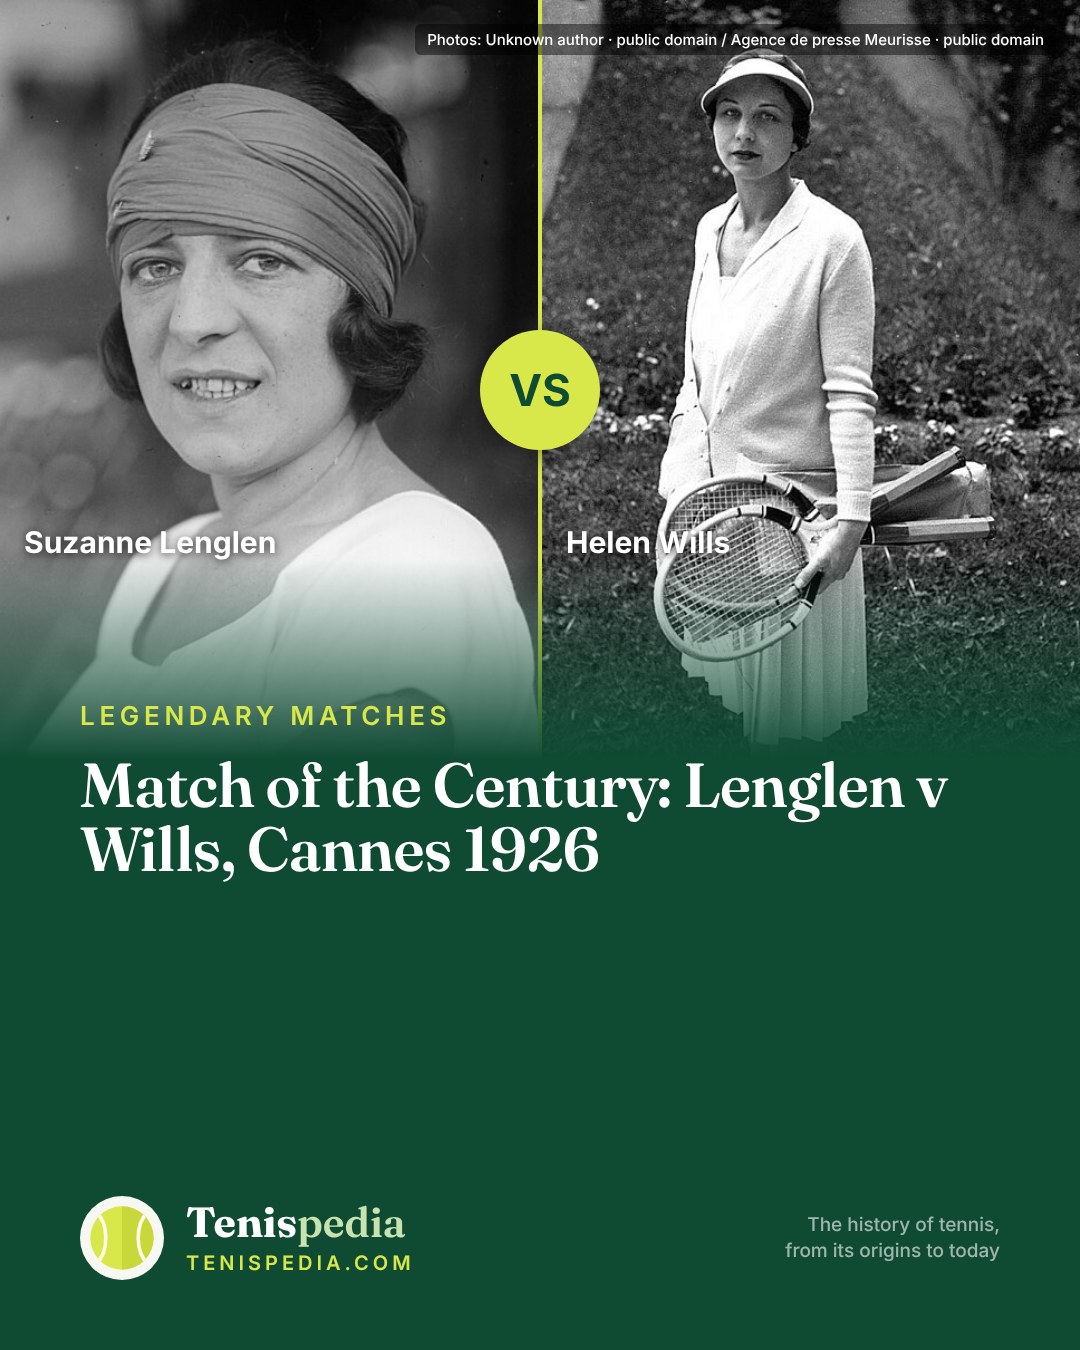 Photos: Unknown author · public domain / Agence de presse Meurisse · public domain
VS
Suzanne Lenglen
Helen Wills
LEGENDARY MATCHES
Match of the Century: Lenglen v
Wills, Cannes 1926
Tenispedia
TENISPEDIA.COM
The history of tennis,
from its origins to today